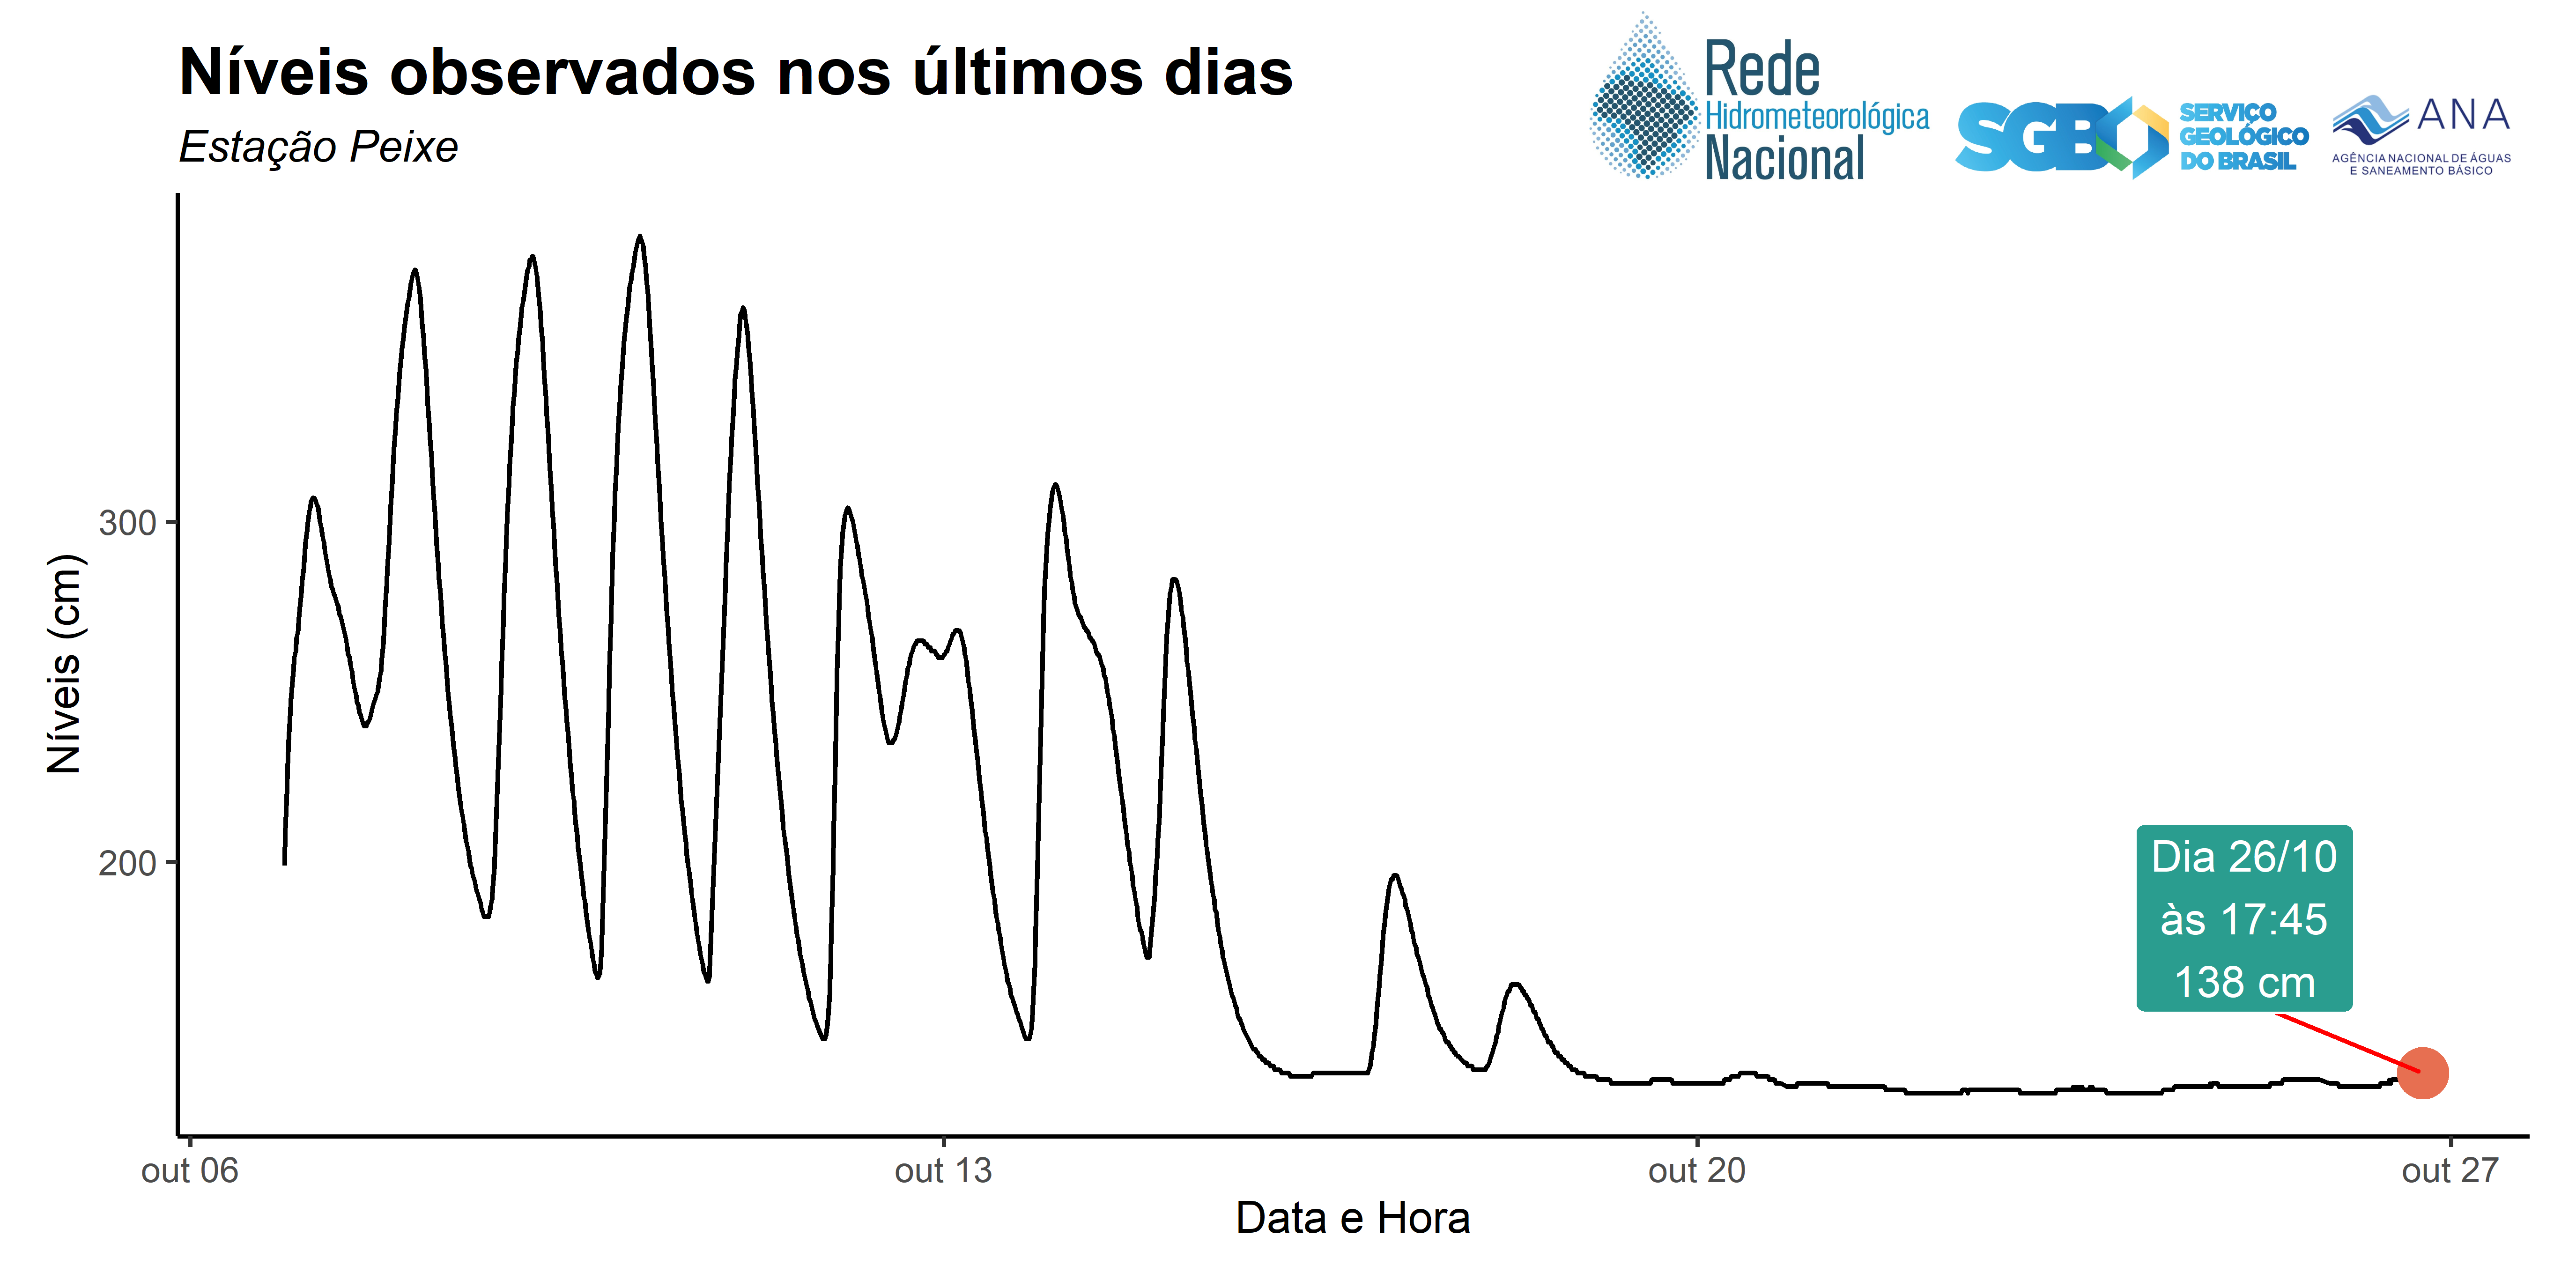 Níveis observados nos últimos dias
Estação Peixe
Rede
Hidrometeorológica
Nacional
SGB
SERVIÇO
GEOLÓGICO
DO BRASIL
ANA
AGÊNCIA NACIONAL DE ÁGUAS
E SANEAMENTO BÁSICO
Níveis (cm)
300
200
Dia 26/10
às 17:45
138 cm
out 06
out 13
out 20
out 27
Data e Hora